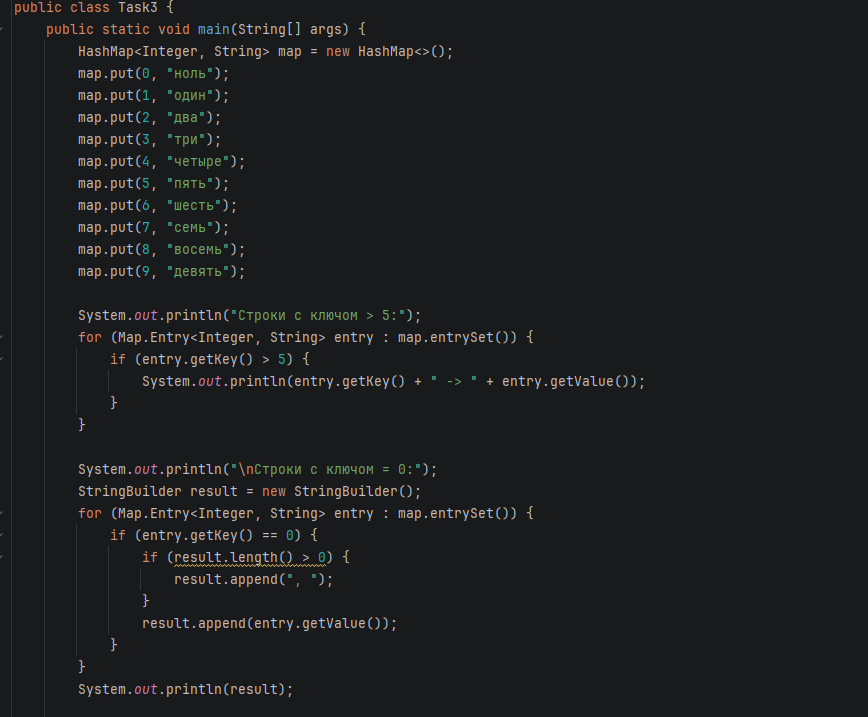 public class Task3 {
public static void main(String[] args) {
HashMap<Integer, String> map = new HashMap<>();
map.put(0, "ноль");
map.put(1, "один");
map.put(2, "два");
map.put(3, "три");
map.put(4, "четыре");
map.put(5, "пять");
map.put(6, "шесть");
map.put(7, "семь");
map.put(8, "восемь");
map.put(9, "девять");
System.out.println("Строки с ключом > 5:");
for (Map.Entry<Integer, String> entry : map.entrySet()) {
if (entry.getKey() > 5) {
System.out.println(entry.getKey() + " -> " + entry.getValue());
}
}
System.out.println("\nСтроки с ключом = 0:");
StringBuilder result = new StringBuilder();
for (Map.Entry<Integer, String> entry : map.entrySet()) {
if (entry.getKey() == 0) {
if (result.length() > 0) {
result.append(", ");
}
result.append(entry.getValue());
}
}
System.out.println(result);